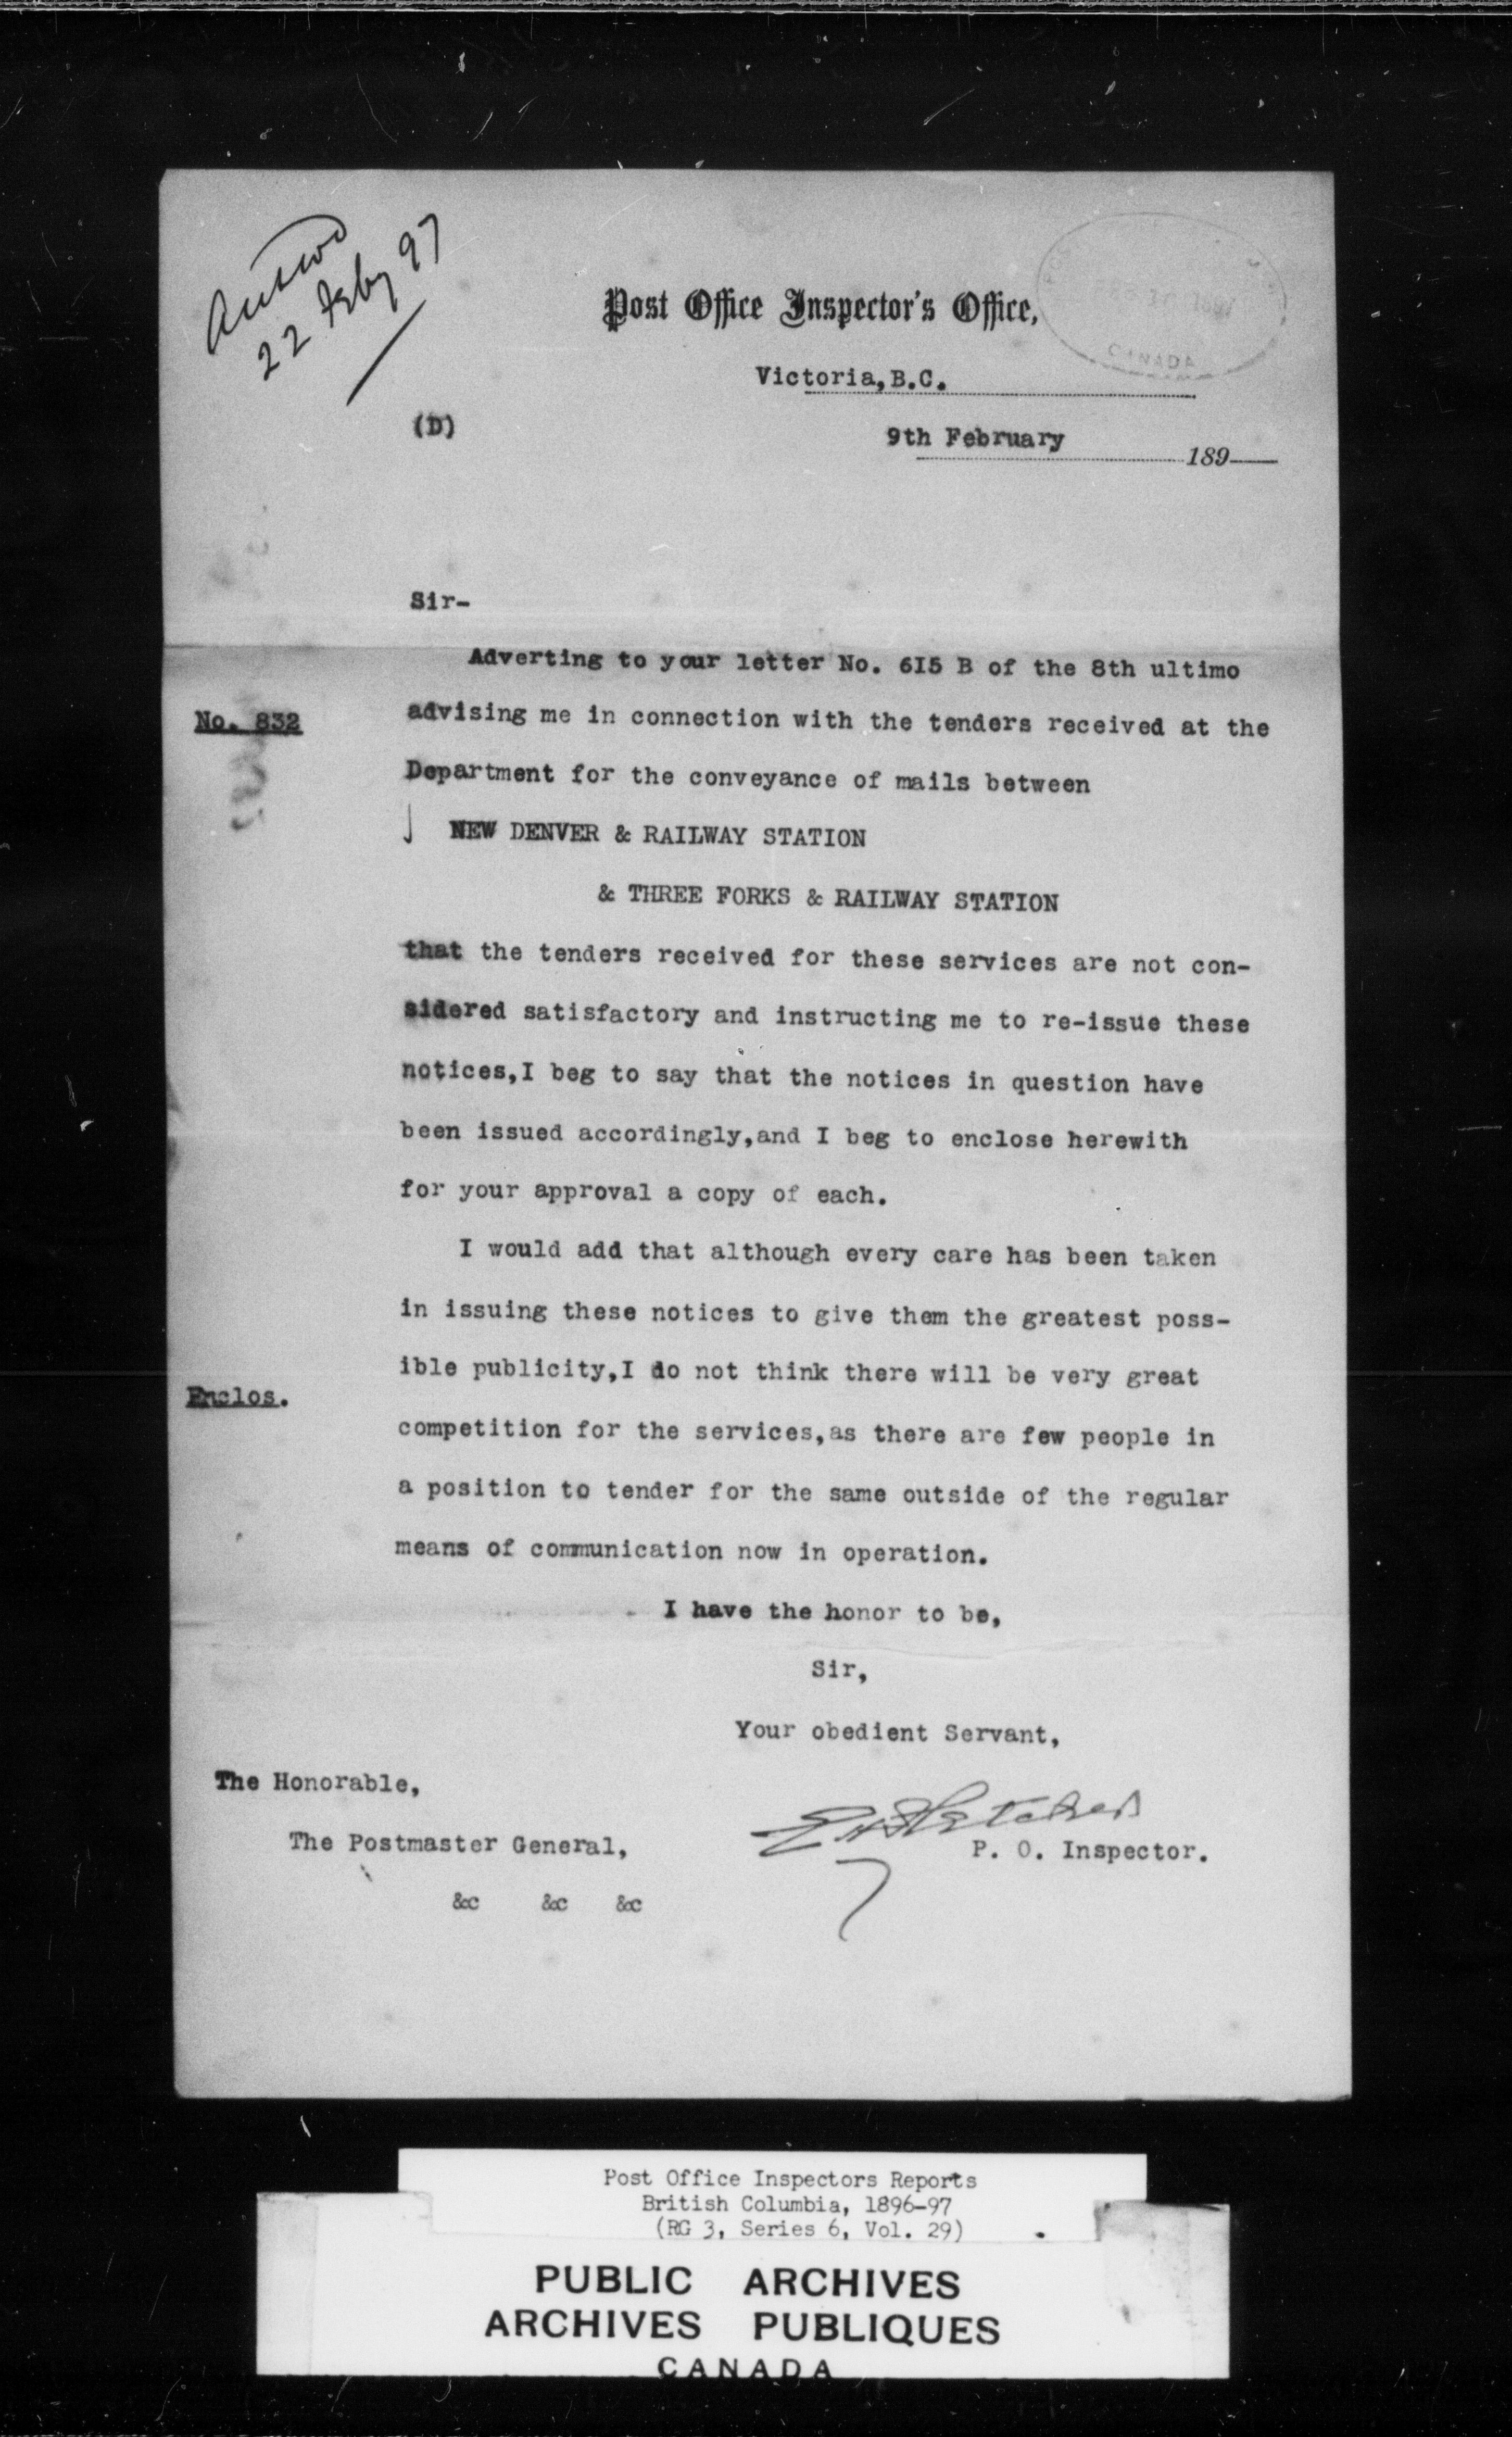 Answd
22 Feby 97
Post Office Inspector's Office,
CANADA
Victoria, B.C.
(D)
9th February 189
Sir-
Adverting to your letter No. 6I5 B of the 8th ultimo
No. 832
advising me in connection with the tenders received at the
Department for the conveyance of mails between
NEW DENVER & RAILWAY STATION
& THREE FORKS & RAILWAY STATION
that the tenders received for these services are not con-
sidered satisfactory and instructing me to re-issue these
notices,I beg to say that the notices in question have
been issued accordingly,and I beg to enclose herewith
for your approval a copy of each.
I would add that although every care has been taken
in issuing these notices to give them the greatest poss-
ible publicity,I do not think there will be very great
Enclos.
competition for the services,as there are few people in
a position to tender for the same outside of the regular
means of communication now in operation.
I have the honor to be,
Sir,
Your obedient Servant,
The Honorable,
EHFletcher
The Postmaster General,
P. O. Inspector.
&c &c &c
Post Office Inspectors Reports
British Columbia, 1896-97
(RG 3, Series 6, Vol. 29)
PUBLIC ARCHIVES
ARCHIVES PUBLIQUES
CANADA